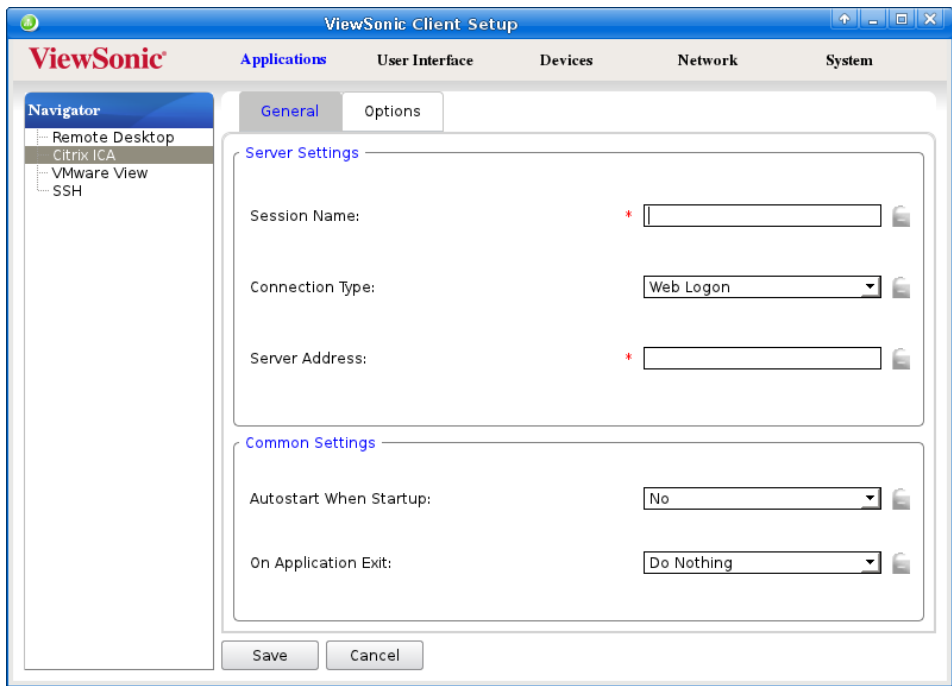 ViewSonic Client Setup
ViewSonic®
Applications User Interface Devices Network System
Navigator
Remote Desktop
Citrix ICA
VMware View
SSH
General Options
Server Settings
Session Name: *
Connection Type: Web Logon
Server Address: *
Common Settings
Autostart When Startup: No
On Application Exit: Do Nothing
Save Cancel